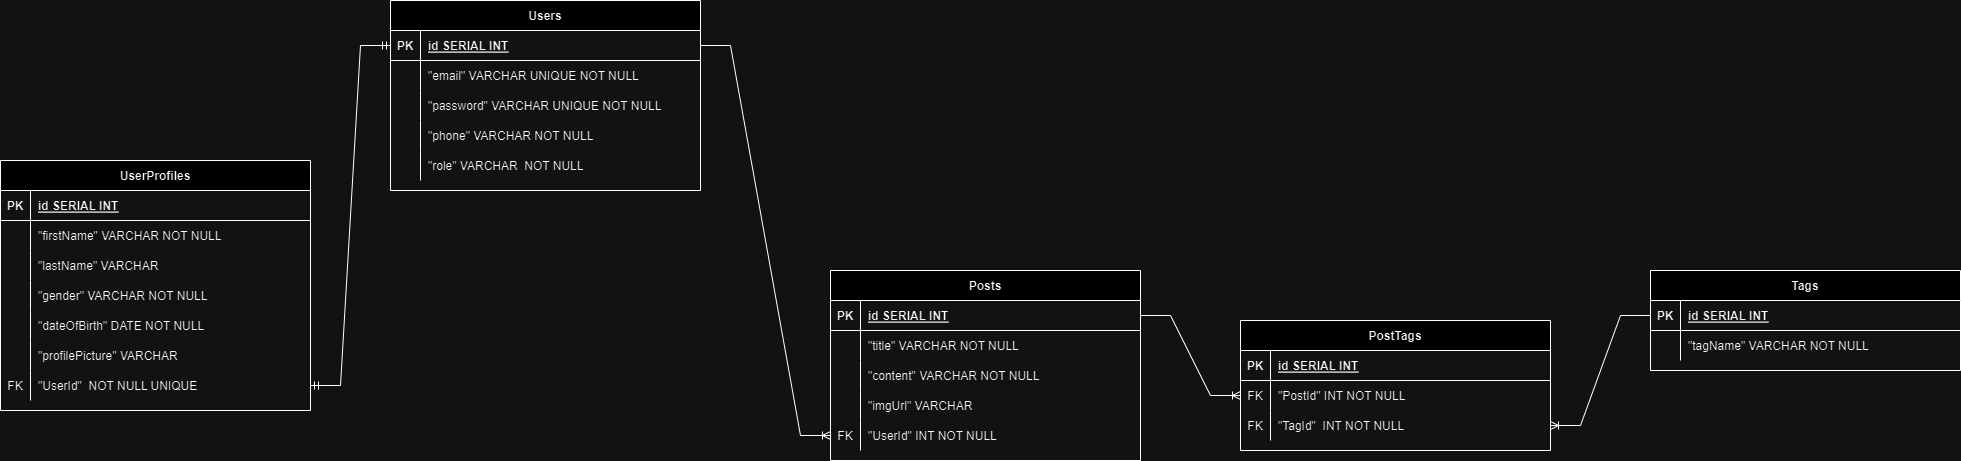 Users
PK id SERIAL INT
"email" VARCHAR UNIQUE NOT NULL
"password" VARCHAR UNIQUE NOT NULL
"phone" VARCHAR NOT NULL
"role" VARCHAR  NOT NULL
UserProfiles
PK id SERIAL INT
"firstName" VARCHAR NOT NULL
"lastName" VARCHAR
"gender" VARCHAR NOT NULL
"dateOfBirth" DATE NOT NULL
"profilePicture" VARCHAR
FK "UserId"  NOT NULL UNIQUE
Posts
PK id SERIAL INT
"title" VARCHAR NOT NULL
"content" VARCHAR NOT NULL
"imgUrl" VARCHAR
FK "UserId" INT NOT NULL
PostTags
PK id SERIAL INT
FK "PostId" INT NOT NULL
FK "TagId"  INT NOT NULL
Tags
PK id SERIAL INT
"tagName" VARCHAR NOT NULL